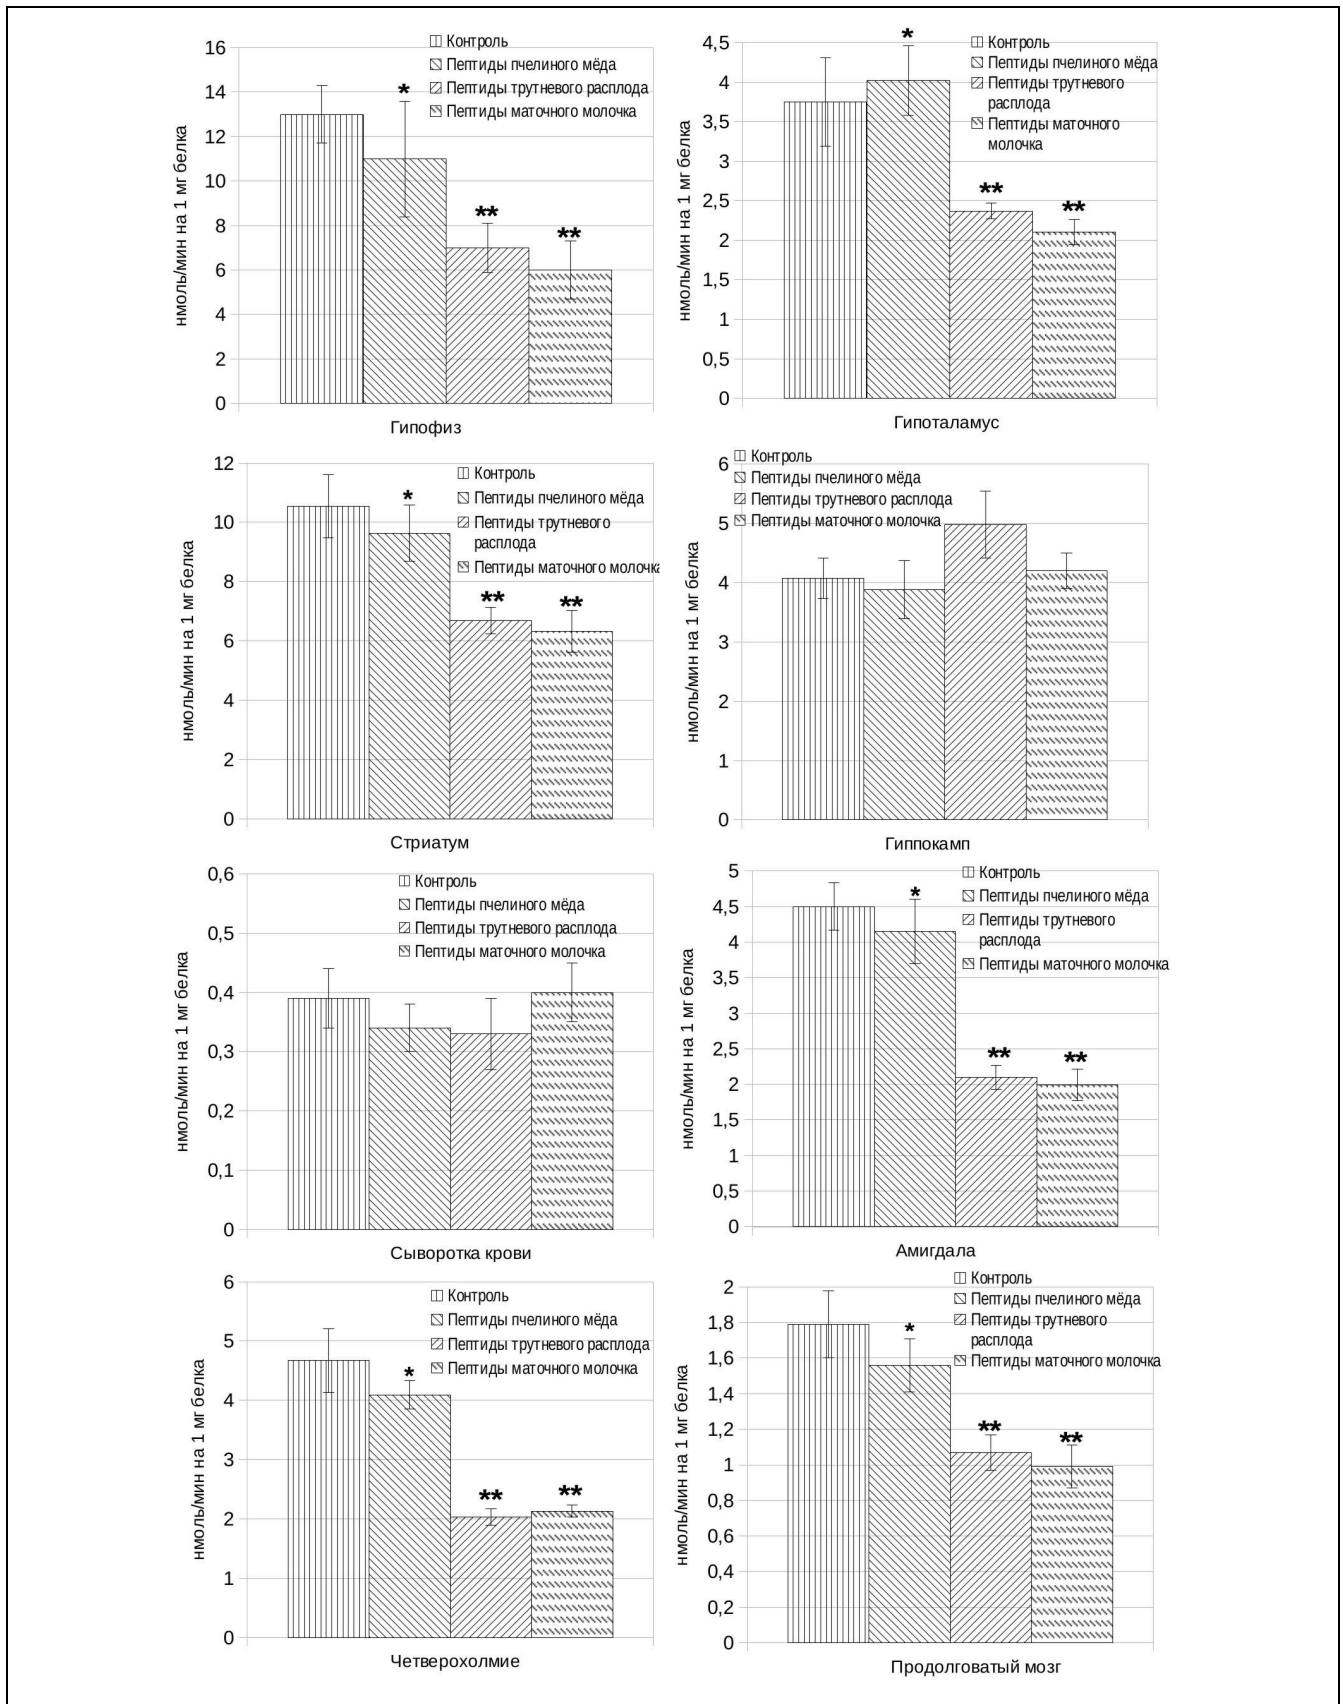 Контроль
Пептиды пчелиного мёда
Пептиды трутневого расплода
Пептиды маточного молочка
16
14
12
10
8
6
4
2
0
*
**
**
нмоль/мин на 1 мг белка
Гипофиз
Контроль
Пептиды пчелиного мёда
Пептиды трутневого
расплода
Пептиды маточного
молочка
4,5
4
3,5
3
2,5
2
1,5
1
0,5
0
*
**
**
нмоль/мин на 1 мг белка
Гипоталамус
Контроль
Пептиды пчелиного мёда
Пептиды трутневого
расплода
Пептиды маточного молочка
12
10
8
6
4
2
0
*
**
**
нмоль/мин на 1 мг белка
Стриатум
Контроль
Пептиды пчелиного мёда
Пептиды трутневого расплода
Пептиды маточного молочка
6
5
4
3
2
1
0
нмоль/мин на 1 мг белка
Гиппокамп
Контроль
Пептиды пчелиного мёда
Пептиды трутневого расплода
Пептиды маточного молочка
0,6
0,5
0,4
0,3
0,2
0,1
0
нмоль/мин на 1 мг белка
Сыворотка крови
Контроль
Пептиды пчелиного мёда
Пептиды трутневого
расплода
Пептиды маточного молочка
5
4,5
4
3,5
3
2,5
2
1,5
1
0,5
0
*
**
**
нмоль/мин на 1 мг белка
Амигдала
Контроль
Пептиды пчелиного мёда
Пептиды трутневого расплода
Пептиды маточного молочка
6
5
4
3
2
1
0
*
**
**
нмоль/мин на 1 мг белка
Четверохолмие
Контроль
Пептиды пчелиного мёда
Пептиды трутневого
расплода
Пептиды маточного молочка
2
1,8
1,6
1,4
1,2
1
0,8
0,6
0,4
0,2
0
*
**
**
нмоль/мин на 1 мг белка
Продолговатый мозг